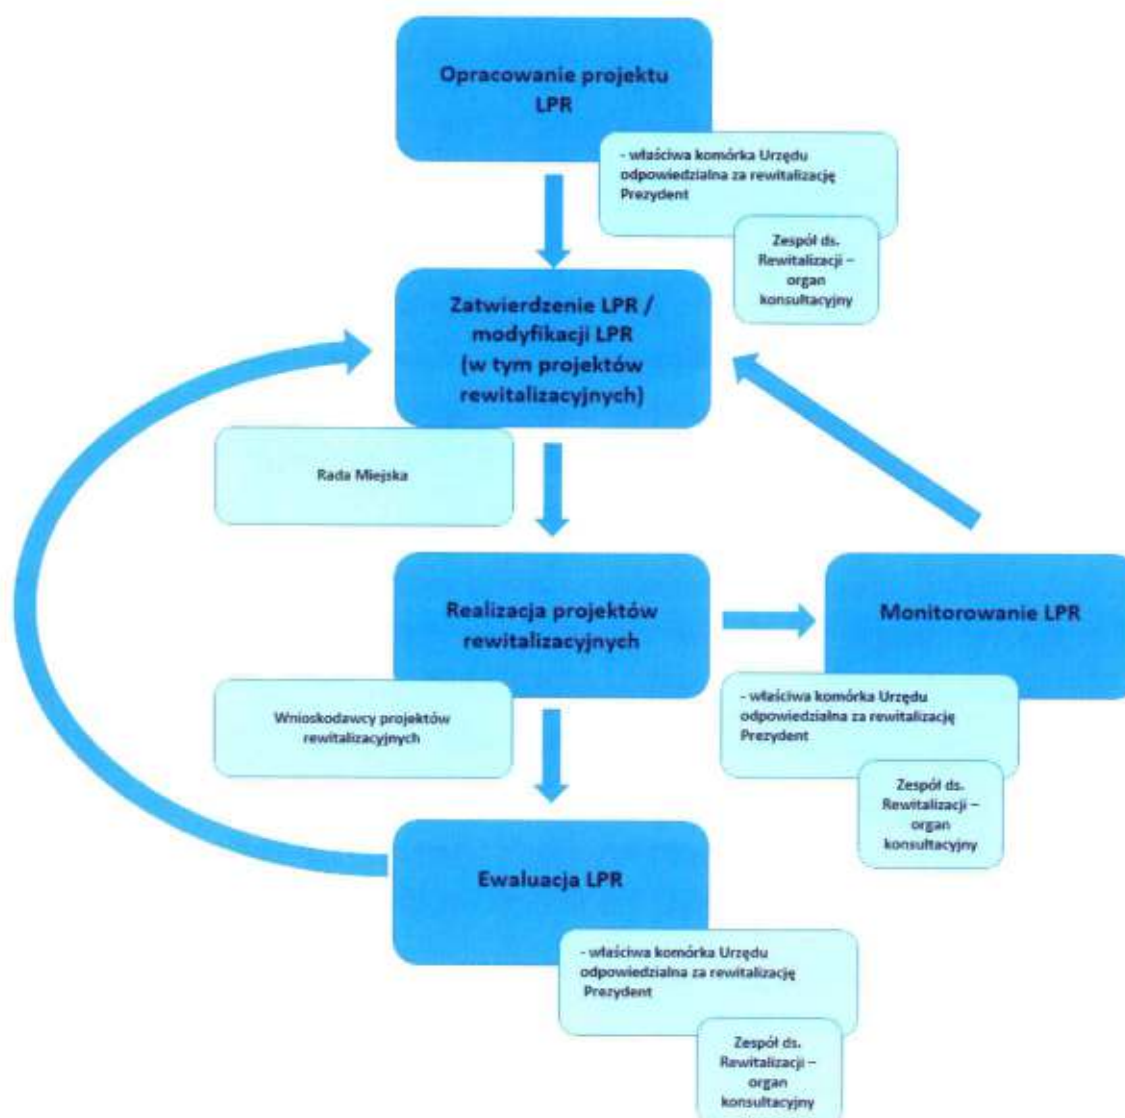 Opracowanie projektu
LPR
- właściwa komórka Urzędu
odpowiedzialna za rewitalizację
Prezydent
Zespół ds.
Rewitalizacji –
organ
konsultacyjny
Zatwierdzenie LPR /
modyfikacji LPR
(w tym projektów
rewitalizacyjnych)
Rada Miejska
Realizacja projektów
rewitalizacyjnych
Monitorowanie LPR
Wnioskodawcy projektów
rewitalizacyjnych
- właściwa komórka Urzędu
odpowiedzialna za rewitalizację
Prezydent
Zespół ds.
Rewitalizacji –
organ
konsultacyjny
Ewaluacja LPR
- właściwa komórka Urzędu
odpowiedzialna za rewitalizację
Prezydent
Zespół ds.
Rewitalizacji –
organ
konsultacyjny